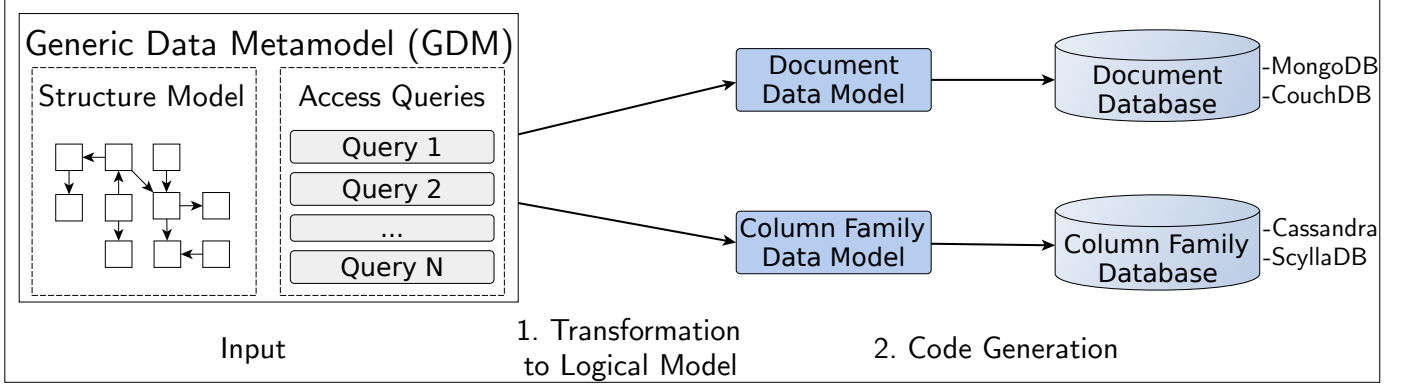 Generic Data Metamodel (GDM)
Structure Model
Access Queries
Query 1
Query 2
...
Query N
Document
Data Model
Column Family
Data Model
Document
Database
-MongoDB
-CouchDB
Column Family
Database
-Cassandra
-ScyllaDB
Input
1. Transformation
to Logical Model
2. Code Generation